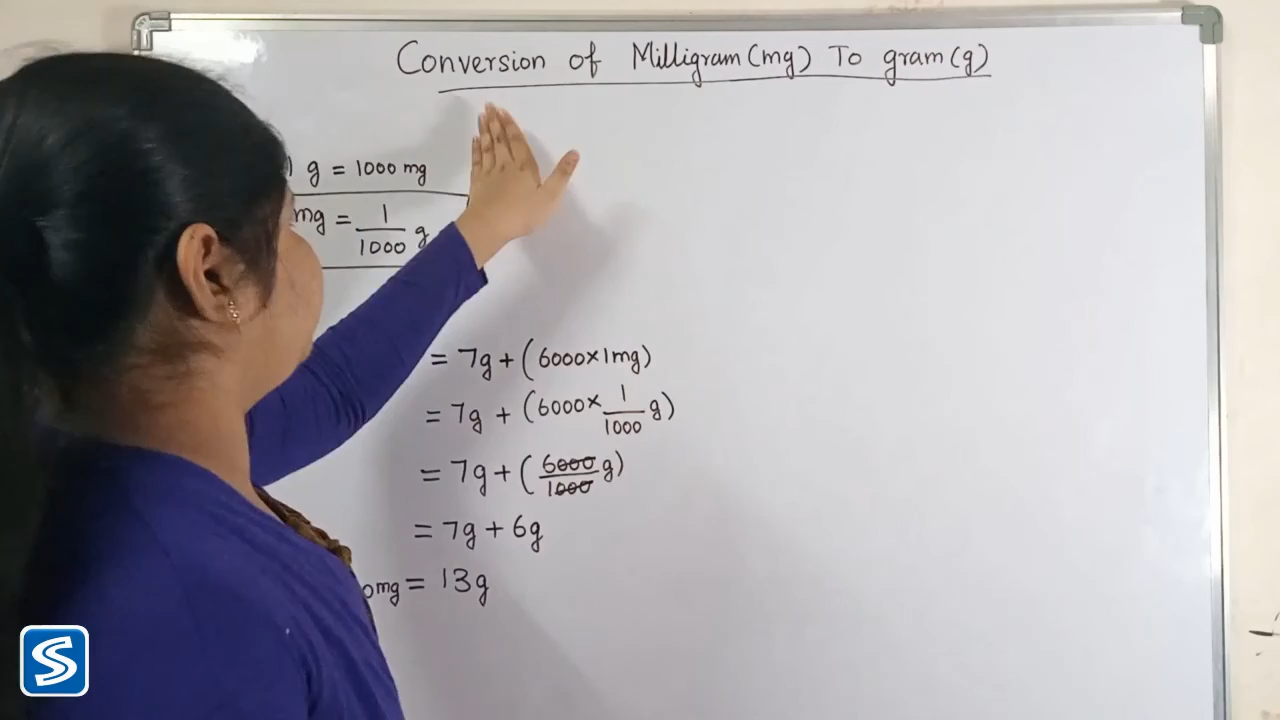 Conversion of Milligram(mg) To gram(g)
g = 1000 mg
mg = 1/1000 g
= 7g + (6000×1mg)
= 7g + (6000× 1/1000 g)
= 7g + (6000/1000 g)
= 7g + 6g
0mg = 13g
S